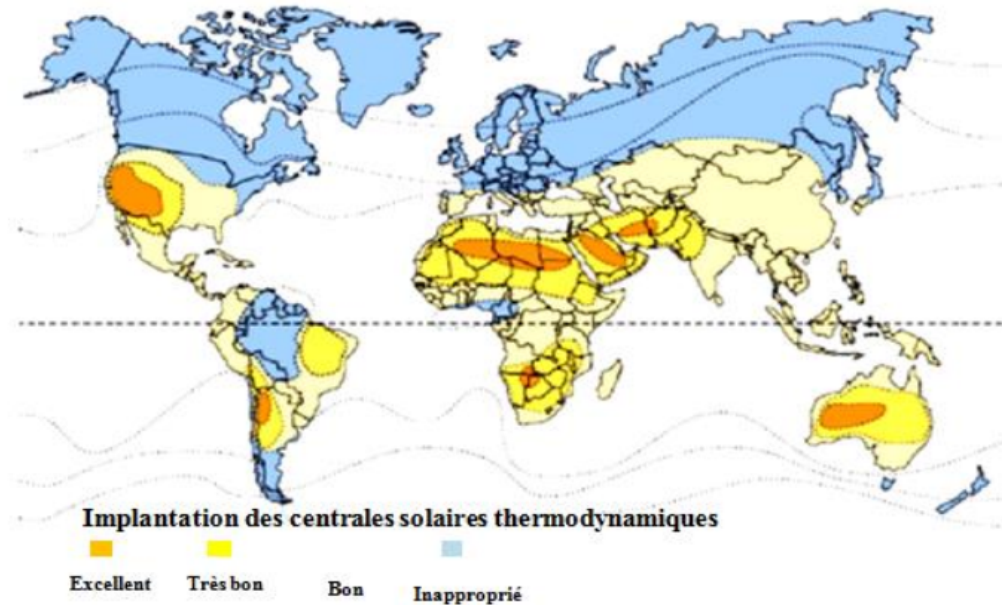 Implantation des centrales solaires thermodynamiques
Excellent Très bon Bon Inapproprié